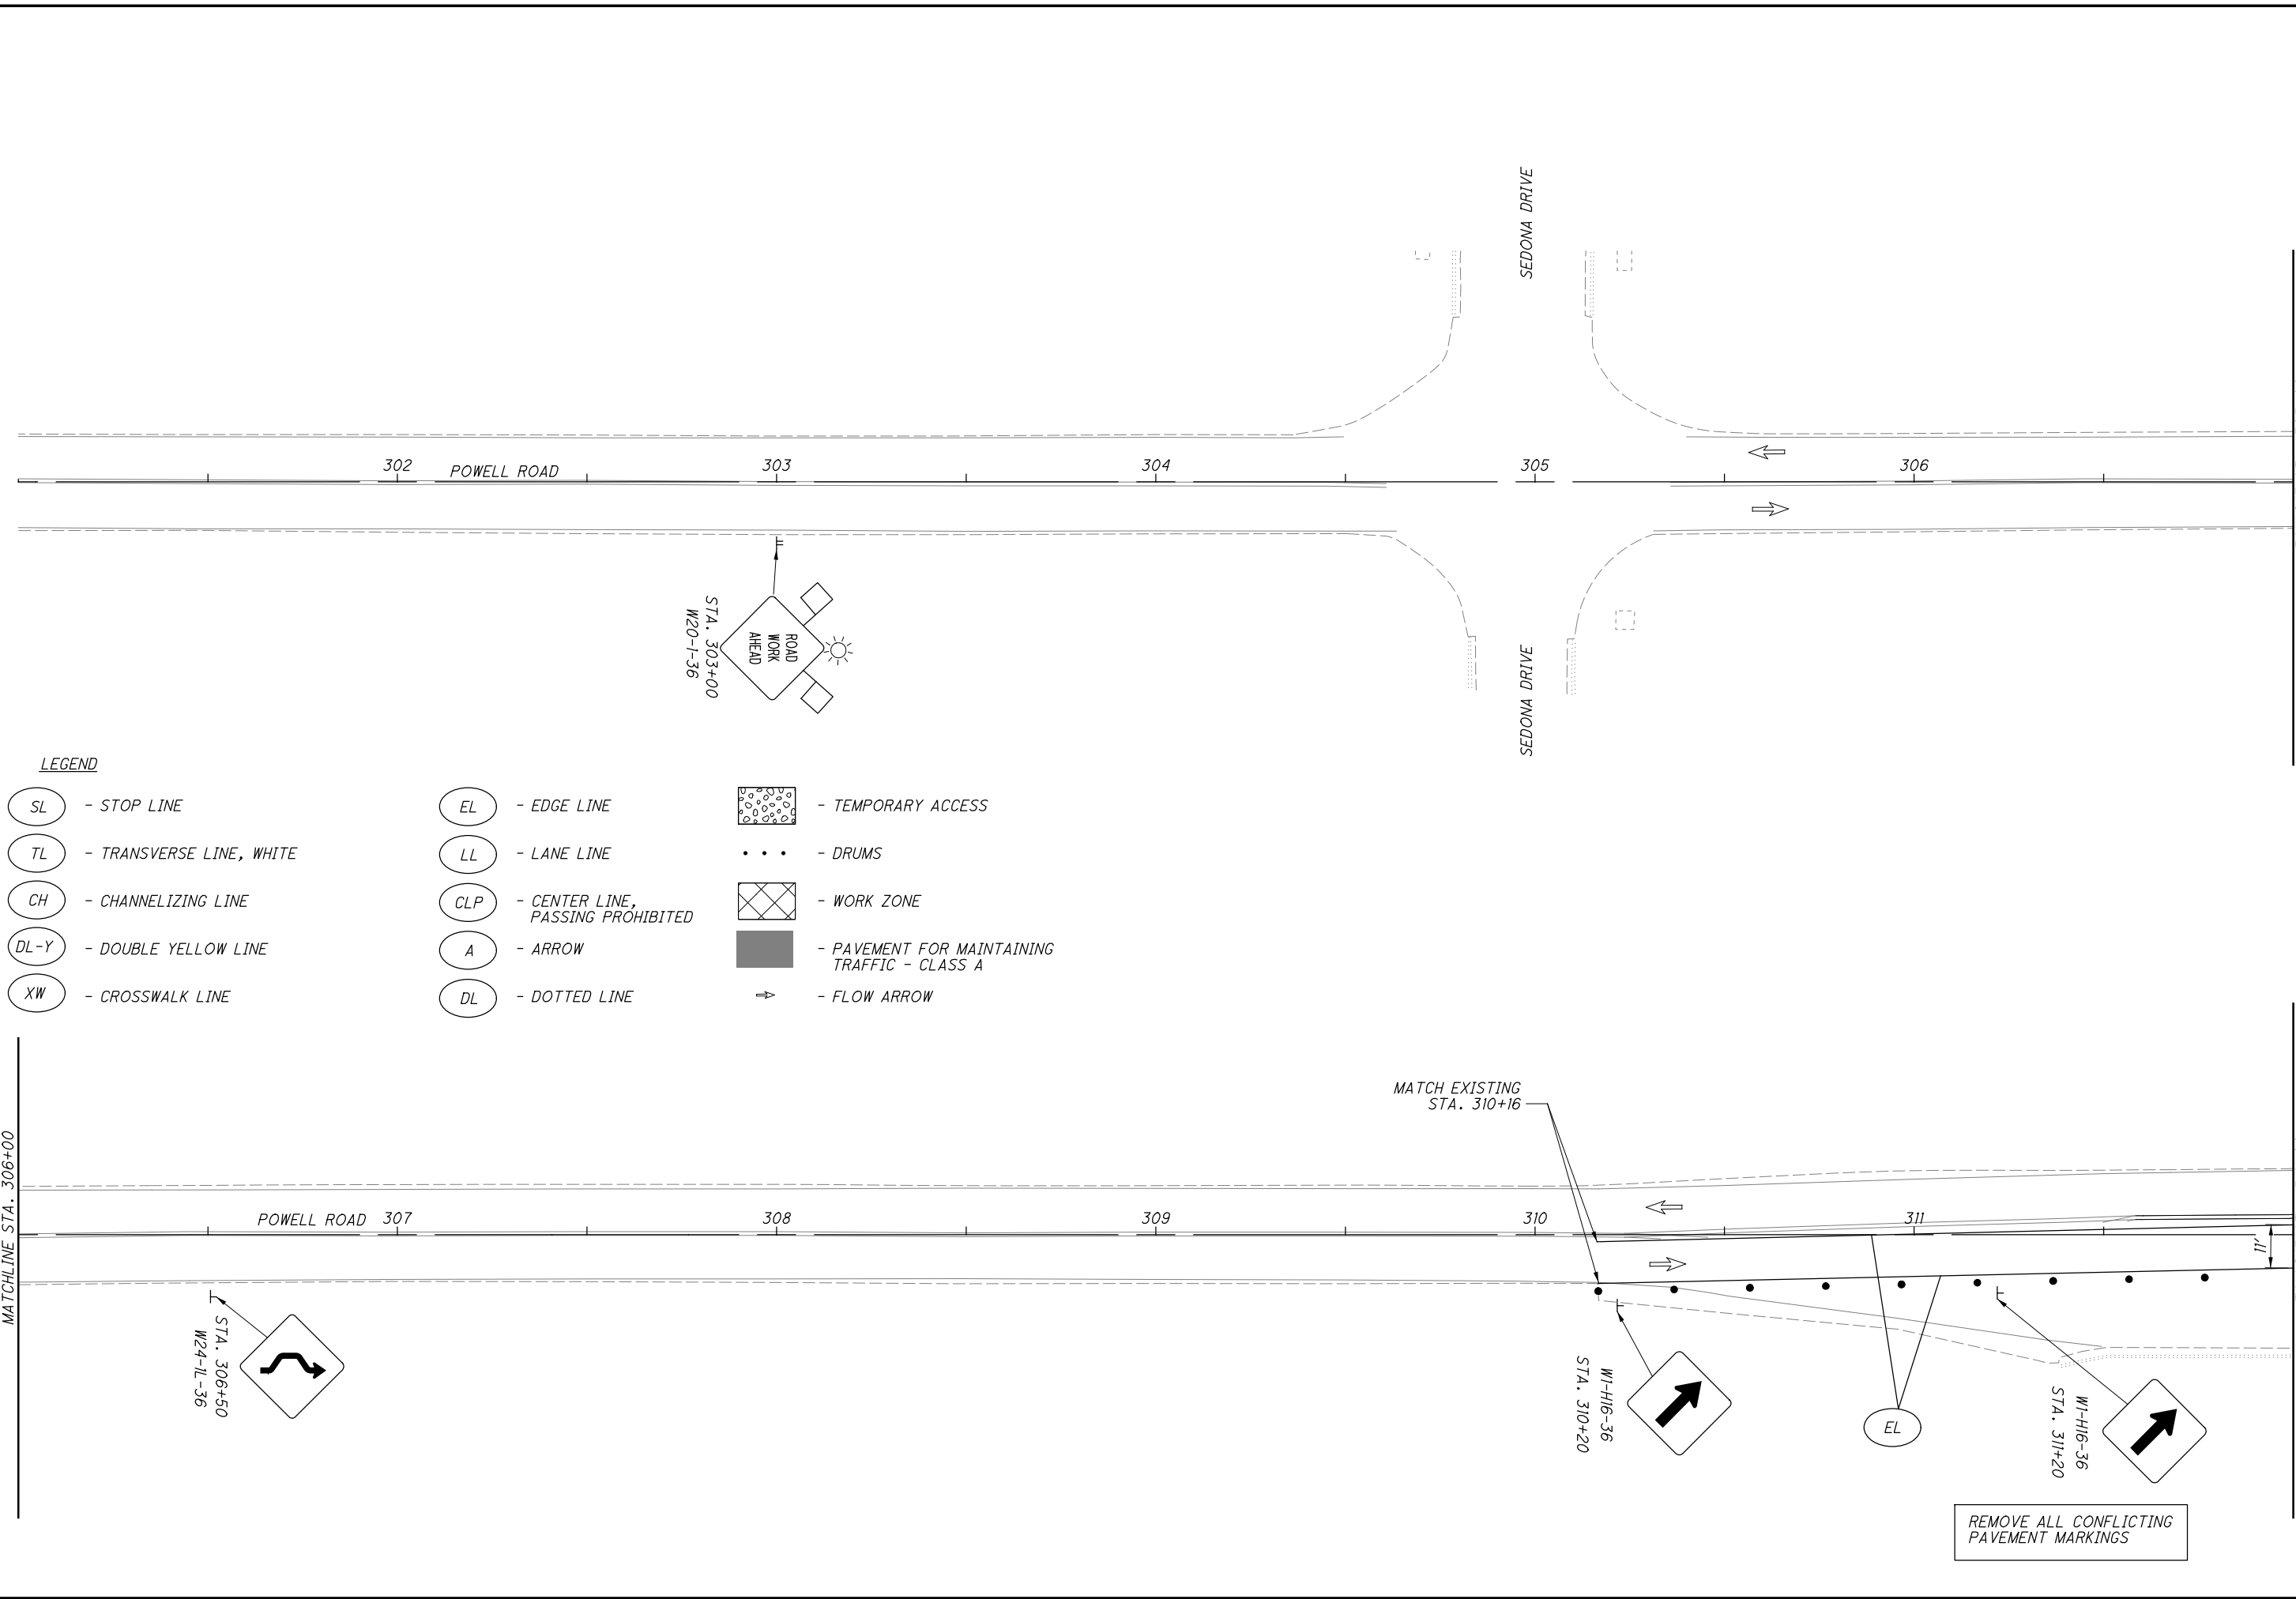 SEDONA DRIVE
302
POWELL ROAD
303
304
305
306
STA. 303+00
W20-1-36
ROAD
WORK
AHEAD
SEDONA DRIVE
LEGEND
SL - STOP LINE
TL - TRANSVERSE LINE, WHITE
CH - CHANNELIZING LINE
DL-Y - DOUBLE YELLOW LINE
XW - CROSSWALK LINE
EL - EDGE LINE
LL - LANE LINE
CLP - CENTER LINE,
PASSING PROHIBITED
A - ARROW
DL - DOTTED LINE
- TEMPORARY ACCESS
- DRUMS
- WORK ZONE
- PAVEMENT FOR MAINTAINING
TRAFFIC - CLASS A
- FLOW ARROW
MATCHLINE STA. 306+00
MATCH EXISTING
STA. 310+16
POWELL ROAD
307
308
309
310
311
11'
STA. 306+50
W24-1L-36
W1-H16-36
STA. 310+20
EL
W1-H16-36
STA. 311+20
REMOVE ALL CONFLICTING
PAVEMENT MARKINGS